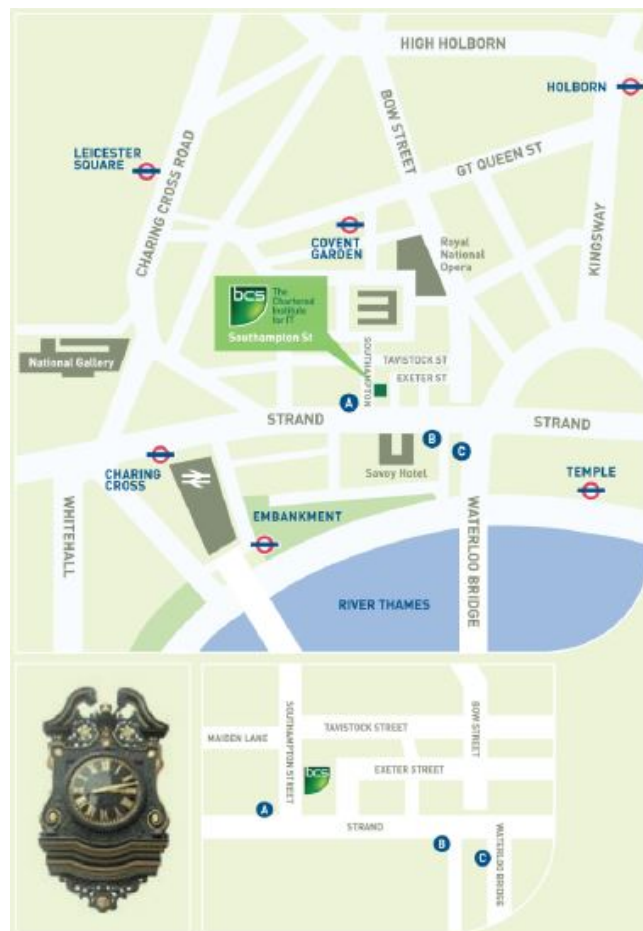 HIGH HOLBORN
HOLBORN
BOW STREET
LEICESTER
SQUARE
CHARING CROSS ROAD
GT QUEEN ST
KINGSWAY
COVENT
GARDEN
Royal
National
Opera
bcs
The
Chartered
Institute
for IT
Southampton St
National Gallery
SOUTHAMPTON
TAVISTOCK ST
EXETER ST
A
STRAND
B
STRAND
C
Savoy Hotel
CHARING
CROSS
TEMPLE
WHITEHALL
EMBANKMENT
WATERLOO BRIDGE
RIVER THAMES
SOUTHAMPTON STREET
BOW STREET
TAVISTOCK STREET
MAIDEN LANE
EXETER STREET
bcs
A
STRAND
B
C
WATERLOO BRIDGE